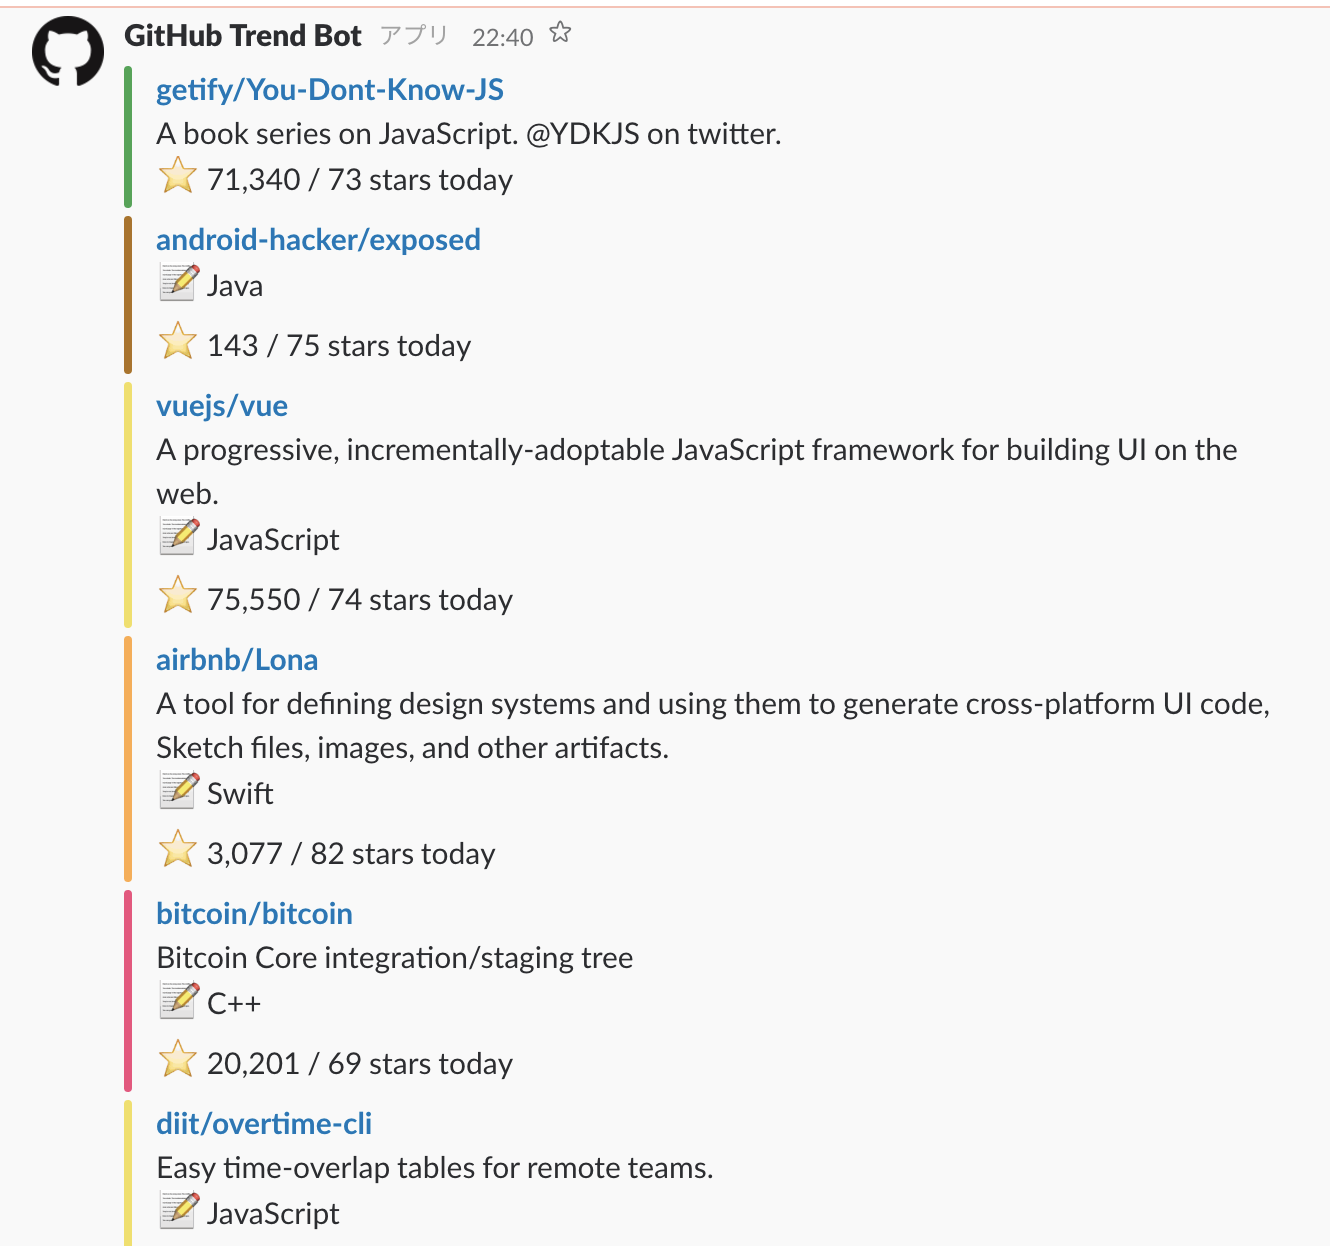 GitHub Trend Bot アプリ 22:40
getify/You-Dont-Know-JS
A book series on JavaScript. @YDKJS on twitter.
71,340 / 73 stars today
android-hacker/exposed
Java
143 / 75 stars today
vuejs/vue
A progressive, incrementally-adoptable JavaScript framework for building UI on the
web.
JavaScript
75,550 / 74 stars today
airbnb/Lona
A tool for defining design systems and using them to generate cross-platform UI code,
Sketch files, images, and other artifacts.
Swift
3,077 / 82 stars today
bitcoin/bitcoin
Bitcoin Core integration/staging tree
C++
20,201 / 69 stars today
diit/overtime-cli
Easy time-overlap tables for remote teams.
JavaScript